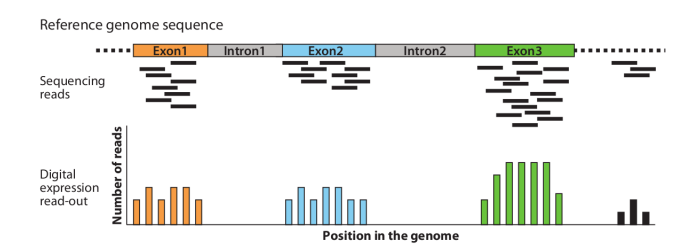 Reference genome sequence
Exon1 Intron1 Exon2 Intron2 Exon3
Sequencing
reads
Number of reads
Digital
expression
read-out
Position in the genome